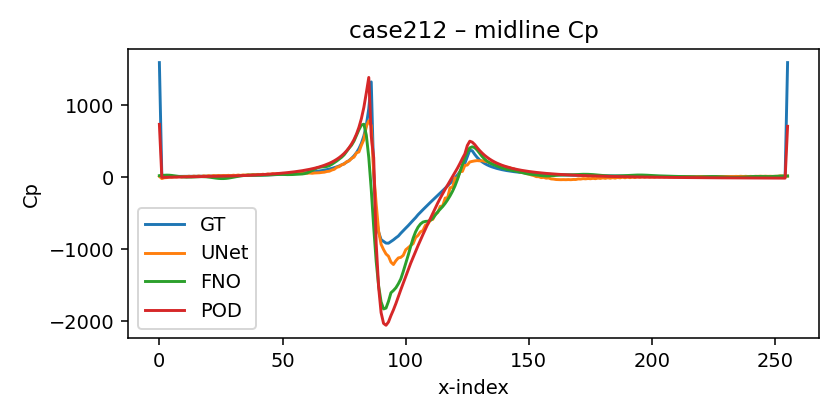 case212 – midline Cp
Cp
1000
0
−1000
−2000
GT
UNet
FNO
POD
0
50
100
150
200
250
x-index